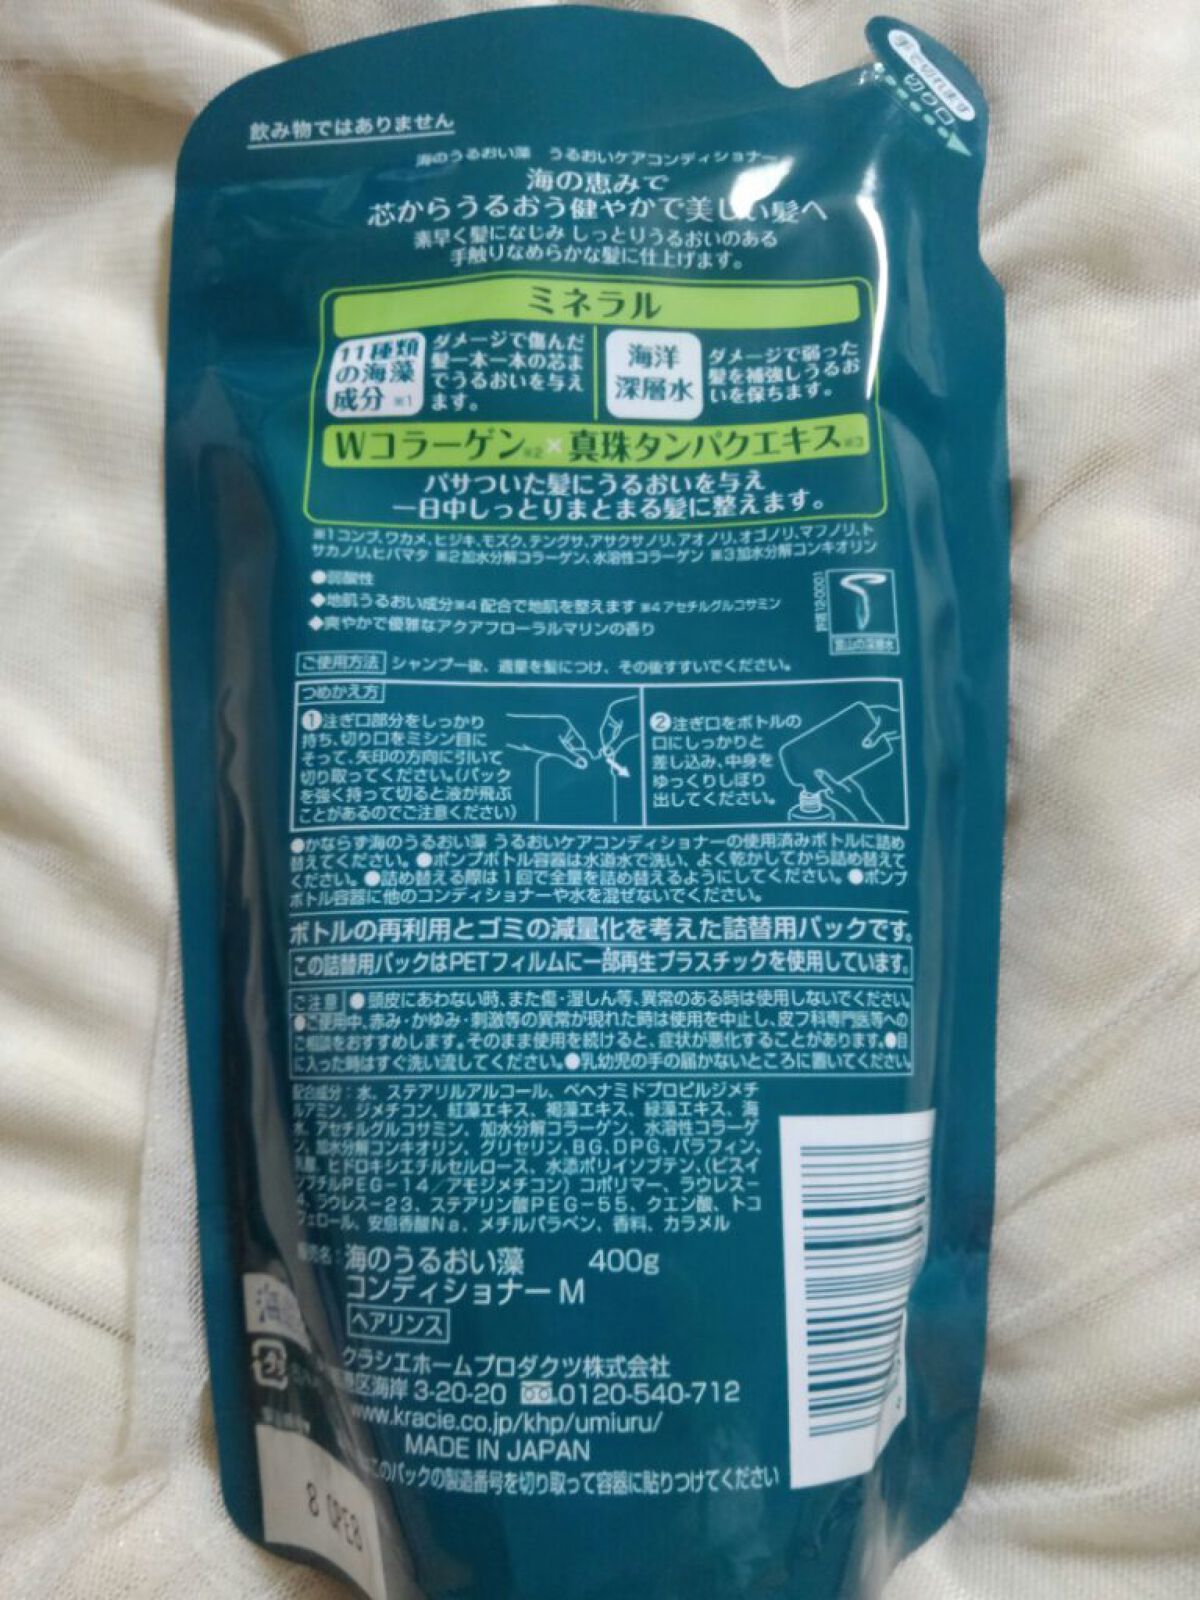 手で切れます
切り口
飲み物ではありません
海のうるおい藻 うるおいケアコンディショナー
海の恵みで
芯からうるおう健やかで美しい髪へ
素早く髪になじみ しっとりうるおいのある
手触りなめらかな髪に仕上げます。
ミネラル
11種類
の海藻
成分※1
ダメージで傷んだ
髪一本一本の芯ま
でうるおいを与え
ます。
海洋
深層水
ダメージで弱った
髪を補強しうるお
いを保ちます。
Wコラーゲン※2×真珠タンパクエキス※3
パサついた髪にうるおいを与え
一日中しっとりまとまる髪に整えます。
※1コンブ、ワカメ、ヒジキ、モズク、テングサ、アサクサノリ、アオノリ、オゴノリ、マフノリ、ト
サカノリ、ヒバマタ ※2加水分解コラーゲン、水溶性コラーゲン ※3加水分解コンキオリン
●弱酸性
◆地肌うるおい成分※4配合で地肌を整えます ※4アセチルグルコサミン
◆爽やかで優雅なアクアフローラルマリンの香り
12-0001
富山の深層水
ご使用方法 シャンプー後、適量を髪につけ、その後すすいでください。
つめかえ方
①注ぎ口部分をしっかり
持ち、切り口をミシン目に
そって、矢印の方向に引いて
切り取ってください。(パック
を強く持って切ると液が飛ぶ
ことがあるのでご注意ください)
②注ぎ口をボトルの
口にしっかりと
差し込み、中身を
ゆっくりしぼり
出してください。
●かならず海のうるおい藻 うるおいケアコンディショナーの使用済みボトルに詰め
替えてください。●ポンプボトル容器は水道水で洗い、よく乾かしてから詰め替えて
ください。●詰め替える際は1回で全量を詰め替えるようにしてください。●ポンプ
ボトル容器に他のコンディショナーや水を混ぜないでください。
ボトルの再利用とゴミの減量化を考えた詰替用パックです。
この詰替用パックはPETフィルムに一部再生プラスチックを使用しています。
ご注意 ●頭皮にあわない時、また傷・湿しん等、異常のある時は使用しないでください。
●ご使用中、赤み・かゆみ・刺激等の異常が現れた時は使用を中止し、皮フ科専門医等への
ご相談をおすすめします。そのまま使用を続けると、症状が悪化することがあります。●目
に入った時はすぐ洗い流してください。●乳幼児の手の届かないところに置いてください。
配合成分:水、ステアリルアルコール、ベヘナミドプロピルジメチ
ルアミン、ジメチコン、紅藻エキス、褐藻エキス、緑藻エキス、海
水、アセチルグルコサミン、加水分解コラーゲン、水溶性コラーゲ
ン、加水分解コンキオリン、グリセリン、BG、DPG、パラフィン、
乳酸、ヒドロキシエチルセルロース、水添ポリイソブテン、(ビスイ
ソブチルPEG-14/アモジメチコン)コポリマー、ラウレス-
4、ラウレス-23、ステアリン酸PEG-55、クエン酸、トコ
フェロール、安息香酸Na、メチルパラベン、香料、カラメル
販売名:海のうるおい藻 400g
コンディショナーM
ヘアリンス
クラシエホームプロダクツ株式会社
区海岸 3-20-20 0120-540-712
www.kracie.co.jp/khp/umiuru/
MADE IN JAPAN
このパックの製造番号を切り取って容器に貼りつけてください